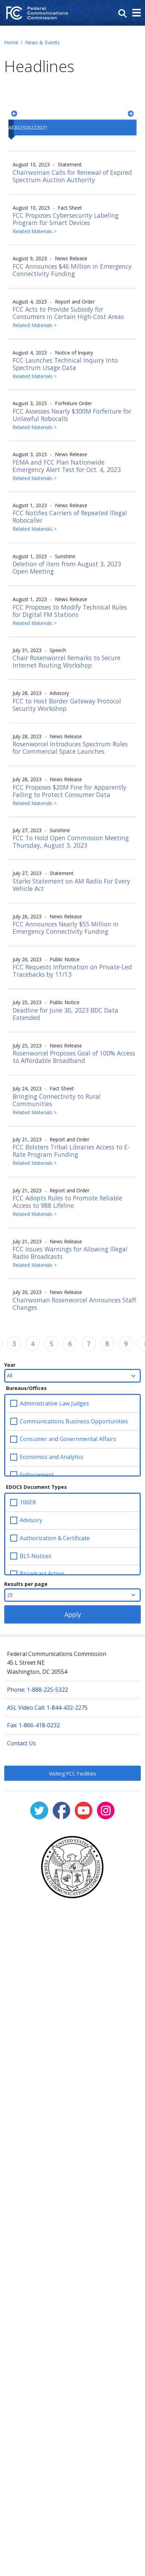 FC Federal
Communications
Commission
Home / News & Events
Headlines
All202320222021
August 10, 2023 - Statement
Chairwoman Calls for Renewal of Expired
Spectrum Auction Authority
August 10, 2023 - Fact Sheet
FCC Proposes Cybersecurity Labeling
Program for Smart Devices
Related Materials >
August 9, 2023 - News Release
FCC Announces $46 Million in Emergency
Connectivity Funding
August 4, 2023 - Report and Order
FCC Acts to Provide Subsidy for
Consumers in Certain High-Cost Areas
Related Materials >
August 4, 2023 - Notice of Inquiry
FCC Launches Technical Inquiry Into
Spectrum Usage Data
Related Materials >
August 3, 2023 - Forfeiture Order
FCC Assesses Nearly $300M Forfeiture for
Unlawful Robocalls
Related Materials >
August 3, 2023 - News Release
FEMA and FCC Plan Nationwide
Emergency Alert Test for Oct. 4, 2023
Related Materials >
August 1, 2023 - News Release
FCC Notifies Carriers of Repeated Illegal
Robocaller
Related Materials >
August 1, 2023 - Sunshine
Deletion of Item from August 3, 2023
Open Meeting
August 1, 2023 - News Release
FCC Proposes to Modify Technical Rules
for Digital FM Stations
Related Materials >
July 31, 2023 - Speech
Chair Rosenworcel Remarks to Secure
Internet Routing Workshop
July 28, 2023 - Advisory
FCC to Host Border Gateway Protocol
Security Workshop
July 28, 2023 - News Release
Rosenworcel Introduces Spectrum Rules
for Commercial Space Launches
July 28, 2023 - News Release
FCC Proposes $20M Fine for Apparently
Failing to Protect Consumer Data
Related Materials >
July 27, 2023 - Sunshine
FCC To Hold Open Commission Meeting
Thursday, August 3, 2023
July 27, 2023 - Statement
Starks Statement on AM Radio For Every
Vehicle Act
July 26, 2023 - News Release
FCC Announces Nearly $55 Million in
Emergency Connectivity Funding
July 26, 2023 - Public Notice
FCC Requests Information on Private-Led
Tracebacks by 11/13
July 25, 2023 - Public Notice
Deadline for June 30, 2023 BDC Data
Extended
July 25, 2023 - News Release
Rosenworcel Proposes Goal of 100% Access
to Affordable Broadband
July 24, 2023 - Fact Sheet
Bringing Connectivity to Rural
Communities
Related Materials >
July 21, 2023 - Report and Order
FCC Bolsters Tribal Libraries Access to E-
Rate Program Funding
Related Materials >
July 21, 2023 - Report and Order
FCC Adopts Rules to Promote Reliable
Access to 988 Lifeline
Related Materials >
July 21, 2023 - News Release
FCC Issues Warnings for Allowing Illegal
Radio Broadcasts
Related Materials >
July 20, 2023 - News Release
Chairwoman Rosenworcel Announces Staff
Changes
3 4 5 6 7 8 9
Year
All
Bureaus/Offices
Administrative Law Judges
Communications Business Opportunities
Consumer and Governmental Affairs
Economics and Analytics
Enforcement
EDOCS Document Types
106ER
Advisory
Authorization & Certificate
BLS Notices
Broadcast Action
Results per page
25
Apply
Federal Communications Commission
45 L Street NE
Washington, DC 20554
Phone: 1-888-225-5322
ASL Video Call: 1-844-432-2275
Fax: 1-866-418-0232
Contact Us
Visiting FCC Facilities